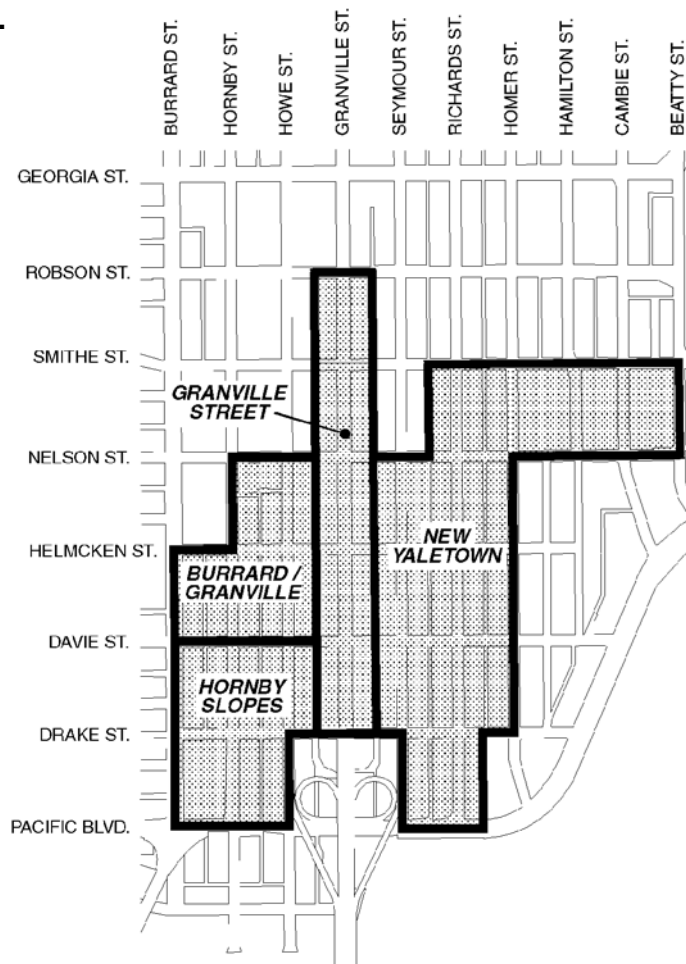 BURRARD ST.
HORNBY ST.
HOWE ST.
GRANVILLE ST.
SEYMOUR ST.
RICHARDS ST.
HOMER ST.
HAMILTON ST.
CAMBIE ST.
BEATTY ST.
GEORGIA ST.
ROBSON ST.
SMITHE ST.
GRANVILLE
STREET
NELSON ST.
HELMCKEN ST.
NEW
YALETOWN
BURRARD /
GRANVILLE
DAVIE ST.
HORNBY
SLOPES
DRAKE ST.
PACIFIC BLVD.